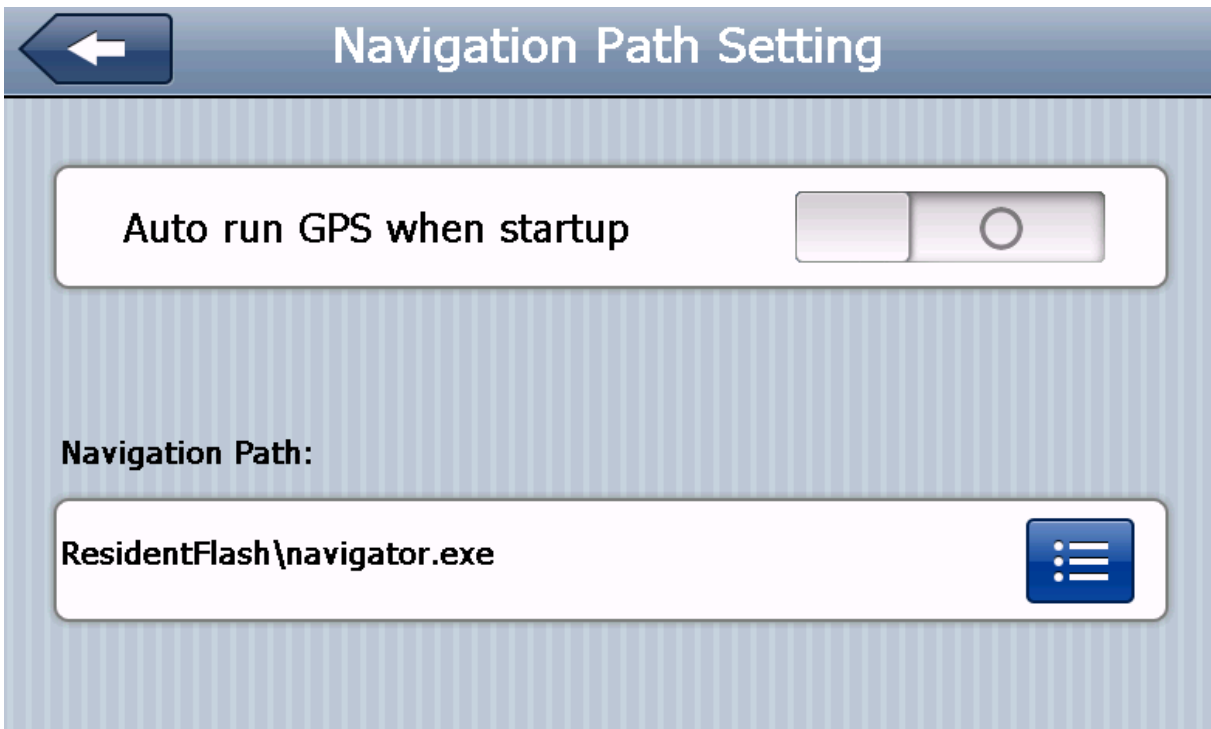 Navigation Path Setting
Auto run GPS when startup
Navigation Path:
ResidentFlash\navigator.exe